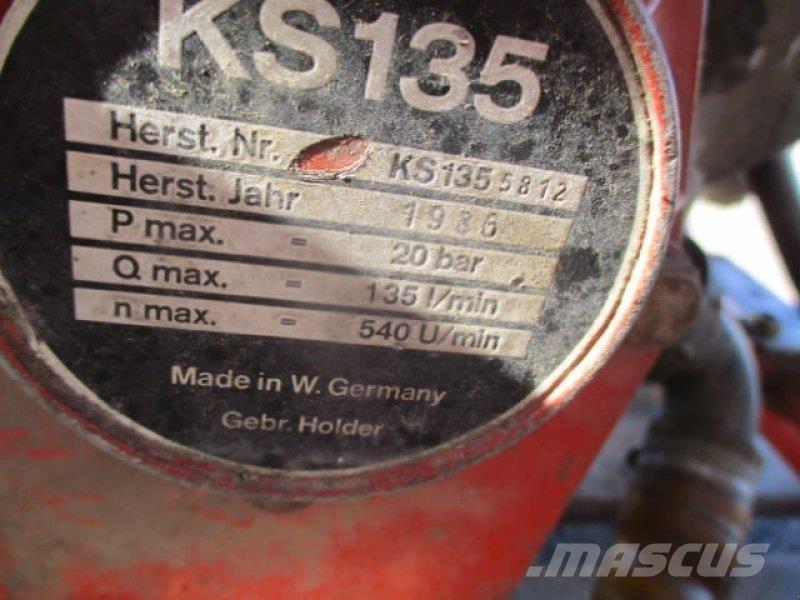 KS135
Herst. Nr. KS135 5812
Herst. Jahr 1986
P max. = 20 bar
Q max. = 135 l/min
n max. = 540 U/min
Made in W. Germany
Gebr. Holder
MASCUS